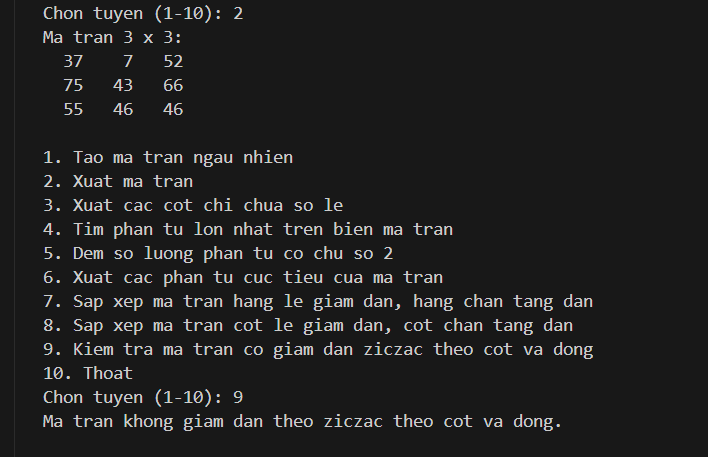 Chon tuyen (1-10): 2
Ma tran 3 x 3:
37 7 52
75 43 66
55 46 46
1. Tao ma tran ngau nhien
2. Xuat ma tran
3. Xuat cac cot chi chua so le
4. Tim phan tu lon nhat tren bien ma tran
5. Dem so luong phan tu co chu so 2
6. Xuat cac phan tu cuc tieu cua ma tran
7. Sap xep ma tran hang le giam dan, hang chan tang dan
8. Sap xep ma tran cot le giam dan, cot chan tang dan
9. Kiem tra ma tran co giam dan ziczac theo cot va dong
10. Thoat
Chon tuyen (1-10): 9
Ma tran khong giam dan theo ziczac theo cot va dong.